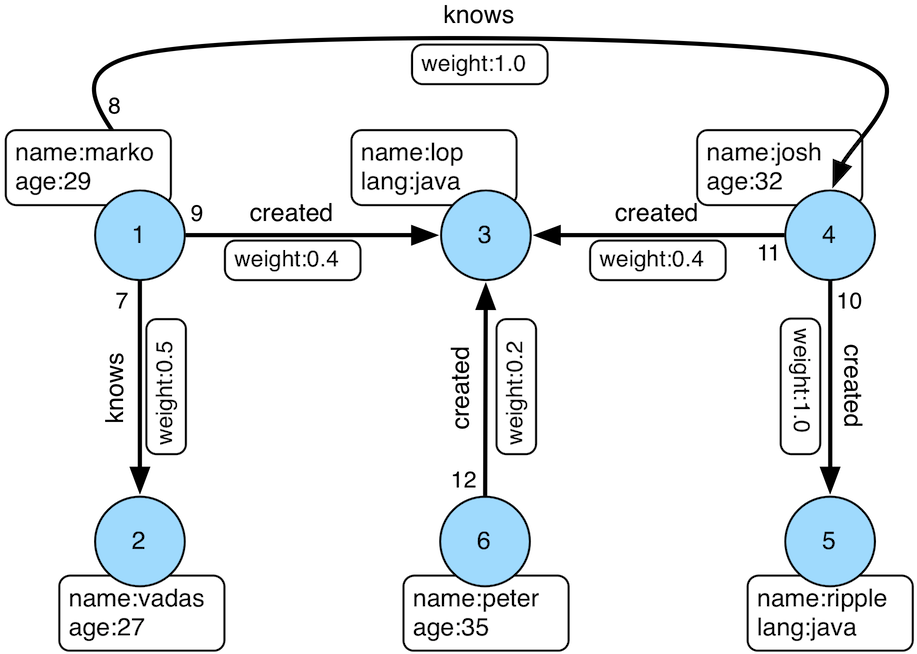 knows
weight:1.0
8
name:marko
age:29
name:lop
lang:java
name:josh
age:32
1
9
created
weight:0.4
3
created
weight:0.4
11
4
7
knows
weight:0.5
created
weight:0.2
12
10
weight:1.0
created
2
name:vadas
age:27
6
name:peter
age:35
5
name:ripple
lang:java